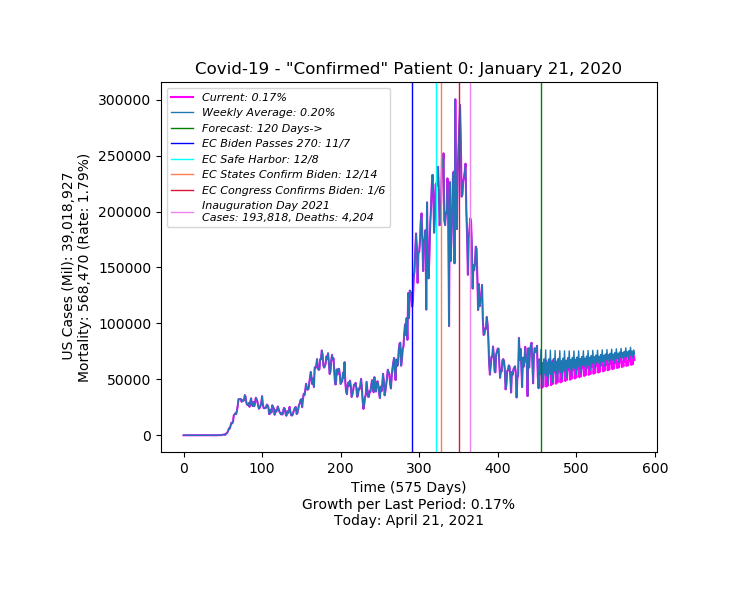 Covid-19 - "Confirmed" Patient 0: January 21, 2020
Current: 0.17%
Weekly Average: 0.20%
Forecast: 120 Days->
EC Biden Passes 270: 11/7
EC Safe Harbor: 12/8
EC States Confirm Biden: 12/14
EC Congress Confirms Biden: 1/6
Inauguration Day 2021
Cases: 193,818, Deaths: 4,204
US Cases (Mil): 39,018,927
Mortality: 568,470 (Rate: 1.79%)
300000
250000
200000
150000
100000
50000
0
0 100 200 300 400 500 600
Time (575 Days)
Growth per Last Period: 0.17%
Today: April 21, 2021